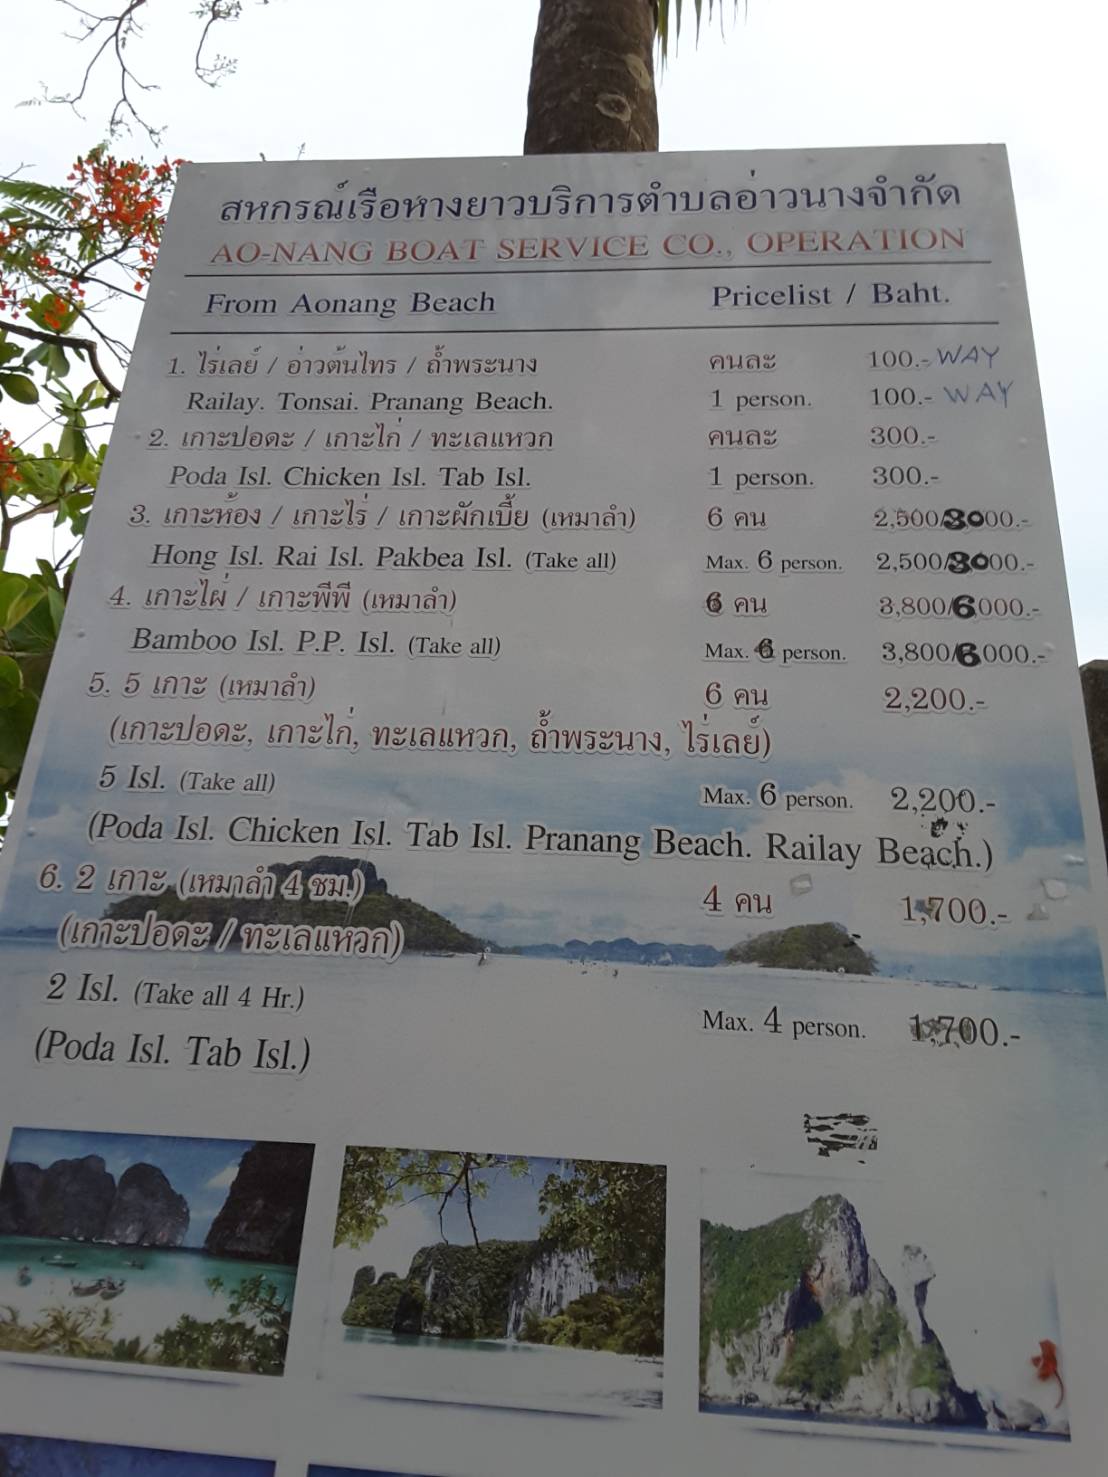 สหกรณ์เรือหางยาวบริการตำบลอ่าวนางจำกัด
AO-NANG BOAT SERVICE CO., OPERATION
From Aonang Beach Pricelist / Baht.
1. ไร่เลย์ / อ่าวต้นไทร / ถ้ำพระนาง คนละ 100.- WAY
Railay. Tonsai. Pranang Beach. 1 person. 100.- WAY
2. เกาะปอดะ / เกาะไก่ / ทะเลแหวก คนละ 300.-
Poda Isl. Chicken Isl. Tab Isl. 1 person. 300.-
3. เกาะห้อง / เกาะไร่ / เกาะผักเบี้ย (เหมาลำ) 6 คน 2,500/3000.-
Hong Isl. Rai Isl. Pakbea Isl. (Take all) Max. 6 person. 2,500/3000.-
4. เกาะไผ่ / เกาะพีพี (เหมาลำ) 6 คน 3,800/6000.-
Bamboo Isl. P.P. Isl. (Take all) Max. 6 person. 3,800/6000.-
5. 5 เกาะ (เหมาลำ) 6 คน 2,200.-
(เกาะปอดะ, เกาะไก่, ทะเลแหวก, ถ้ำพระนาง, ไร่เลย์)
5 Isl. (Take all) Max. 6 person. 2,200.-
(Poda Isl. Chicken Isl. Tab Isl. Pranang Beach. Railay Beach.)
6. 2 เกาะ (เหมาลำ 4 ชม.) 4 คน 1,700.-
(เกาะปอดะ / ทะเลแหวก)
2 Isl. (Take all 4 Hr.) Max. 4 person. 1,700.-
(Poda Isl. Tab Isl.)